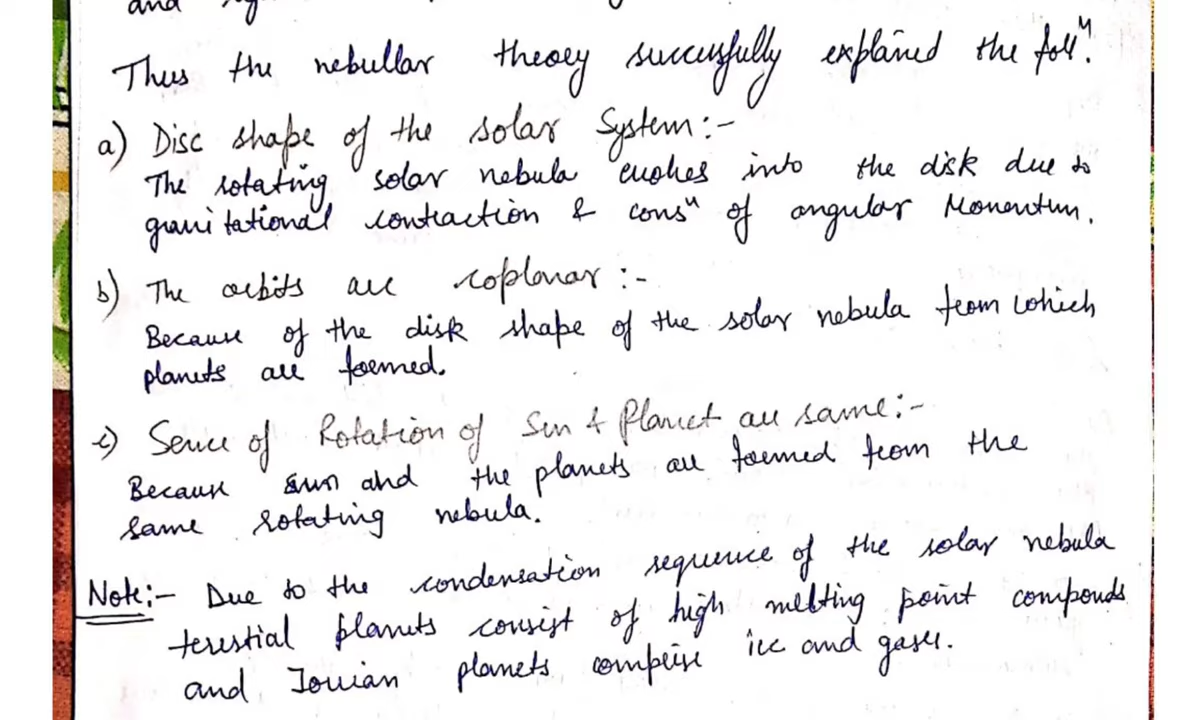 and
Thus the nebullar theory successfully explained the follⁿ.
a) Disc shape of the solar System:-
The rotating solar nebula into the disk due to
gravitational contraction & consⁿ of angular Momentum.
b) The orbits are coplanar :-
Because of the disk shape of the solar nebula from which
planets are formed.
c) Sence of Rotation of Sun & Planet are same:-
Because sun and the planets are formed from the
same rotating nebula.
Note:- Due to the condensation sequence of the solar nebula
terestial planets consist of high melting point compounds
and Jovian planets comprise ice and gases.